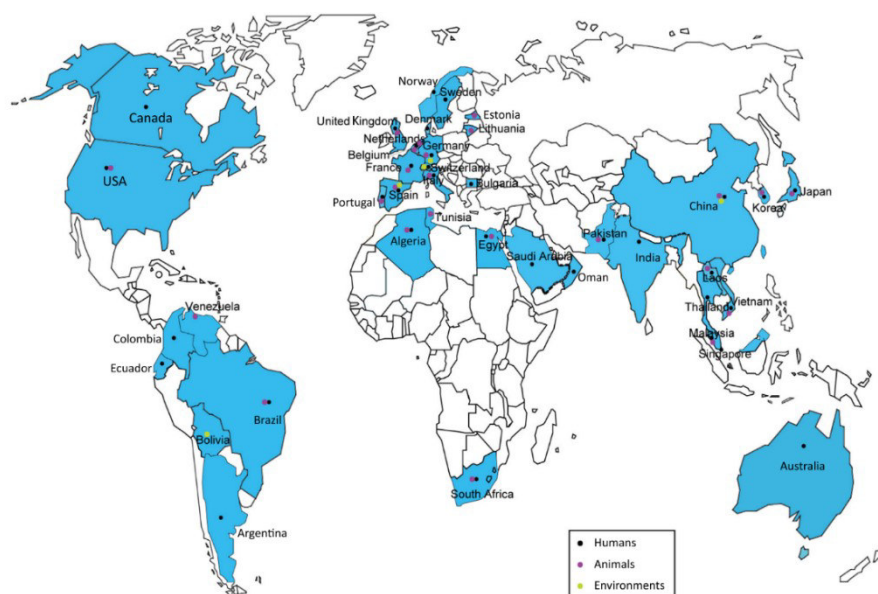 Norway
Sweden
Canada
United Kingdom
Denmark
Estonia
Lithuania
Netherlands
Germany
Belgium
France
Switzerland
Italy
Bulgaria
USA
Spain
Portugal
Tunisia
Algeria
Egypt
Saudi Arabia
Oman
Pakistan
India
China
Korea
Japan
Laos
Thailand
Vietnam
Malaysia
Singapore
Venezuela
Colombia
Ecuador
Brazil
Bolivia
South Africa
Australia
Argentina
Humans
Animals
Environments